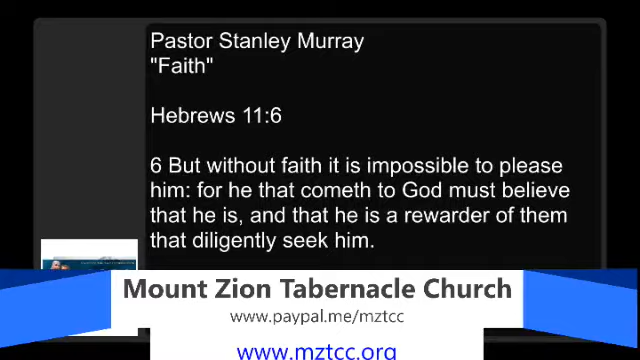 Pastor Stanley Murray
"Faith"
Hebrews 11:6
6 But without faith it is impossible to please
him: for he that cometh to God must believe
that he is, and that he is a rewarder of them
that diligently seek him.
Mount Zion Tabernacle Church
www.paypal.me/mztcc
www.mztcc.org